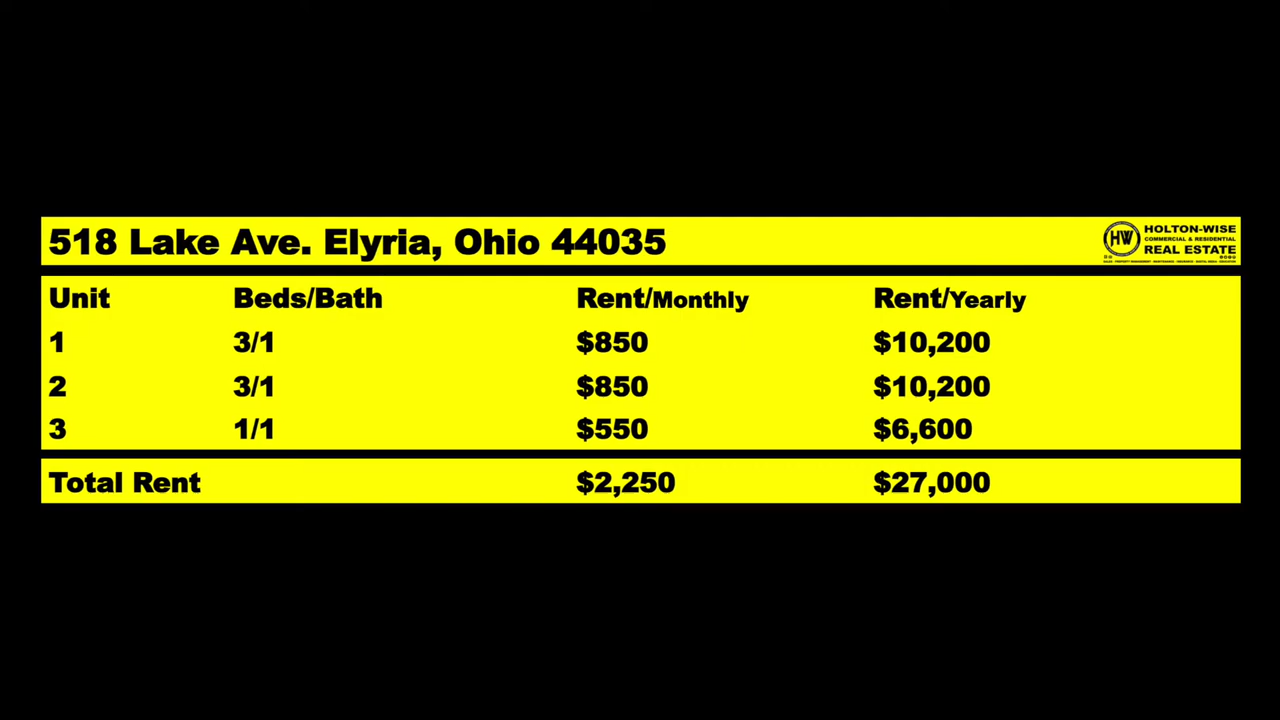 518 Lake Ave. Elyria, Ohio 44035
HW
HOLTON-WISE
COMMERCIAL & RESIDENTIAL
REAL ESTATE
Unit Beds/Bath Rent/Monthly Rent/Yearly
1 3/1 $850 $10,200
2 3/1 $850 $10,200
3 1/1 $550 $6,600
Total Rent $2,250 $27,000